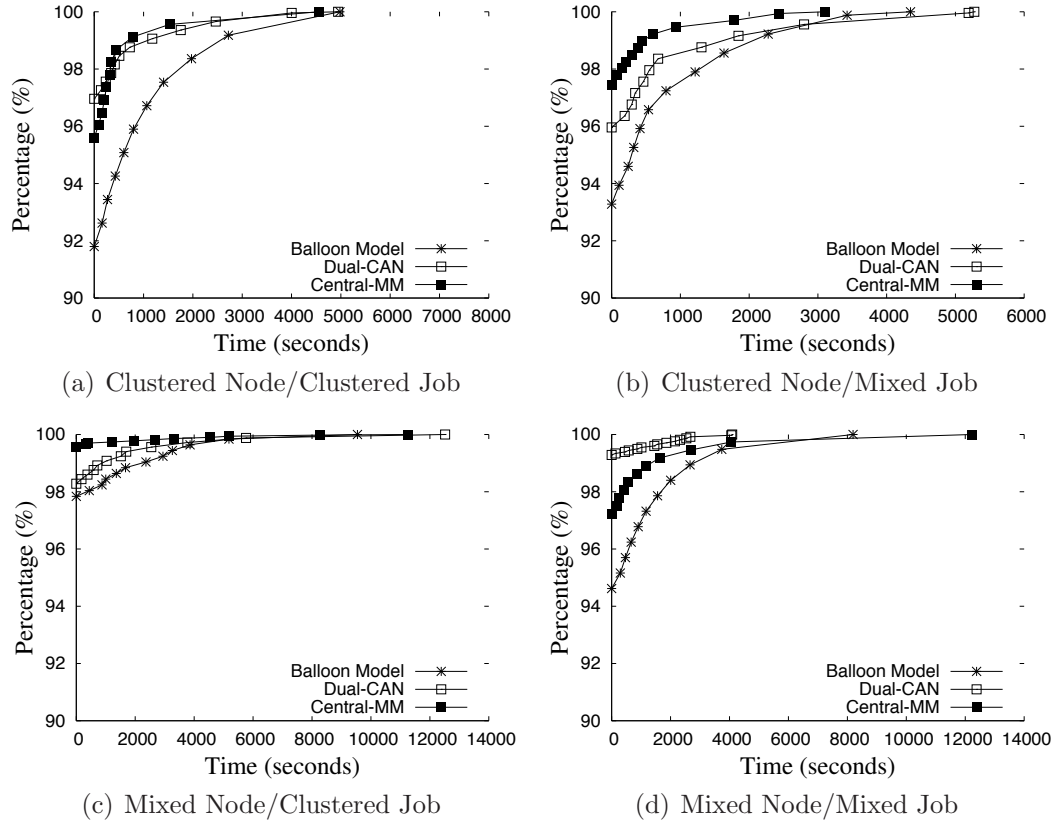 100
98
96
94
92
90
Percentage (%)
Balloon Model
Dual-CAN
Central-MM
0 1000 2000 3000 4000 5000 6000 7000 8000
Time (seconds)
(a) Clustered Node/Clustered Job
100
98
96
94
92
90
Percentage (%)
Balloon Model
Dual-CAN
Central-MM
0 1000 2000 3000 4000 5000 6000
Time (seconds)
(b) Clustered Node/Mixed Job
100
98
96
94
92
90
Percentage (%)
Balloon Model
Dual-CAN
Central-MM
0 2000 4000 6000 8000 10000 12000 14000
Time (seconds)
(c) Mixed Node/Clustered Job
100
98
96
94
92
90
Percentage (%)
Balloon Model
Dual-CAN
Central-MM
0 2000 4000 6000 8000 10000 12000 14000
Time (seconds)
(d) Mixed Node/Mixed Job